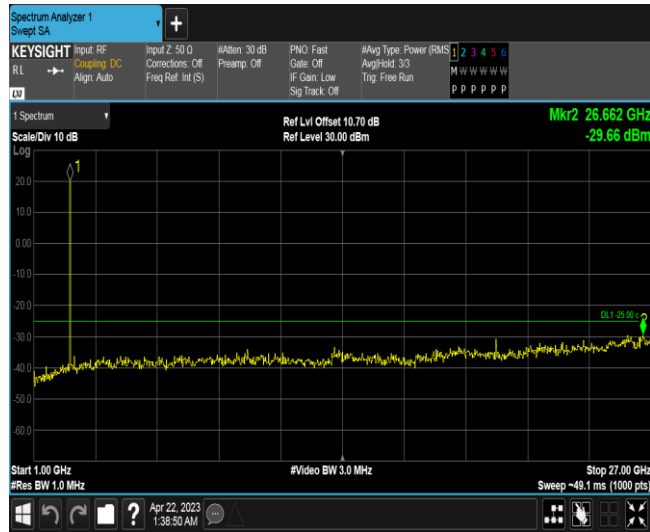 Spectrum Analyzer 1
Swept SA
KEYSIGHT
RL
LXI
Input: RF
Coupling: DC
Align: Auto
Input Z: 50 Ω
Corrections: Off
Freq Ref: Int (S)
#Atten: 30 dB
Preamp: Off
PNO: Fast
Gate: Off
IF Gain: Low
Sig Track: Off
#Avg Type: Power (RMS
Avg|Hold: 3/3
Trig: Free Run
1 2 3 4 5 6
M W W W W W
P P P P P P
1 Spectrum
Scale/Div 10 dB
Log
Ref Lvl Offset 10.70 dB
Ref Level 30.00 dBm
Mkr2 26.662 GHz
-29.66 dBm
1
20.0
10.0
0.00
-10.0
-20.0
DL1 -25.00
2
-30.0
-40.0
-50.0
-60.0
Start 1.00 GHz
#Video BW 3.0 MHz
Stop 27.00 GHz
#Res BW 1.0 MHz
Sweep ~49.1 ms (1000 pts)
?
Apr 22, 2023
1:38:50 AM